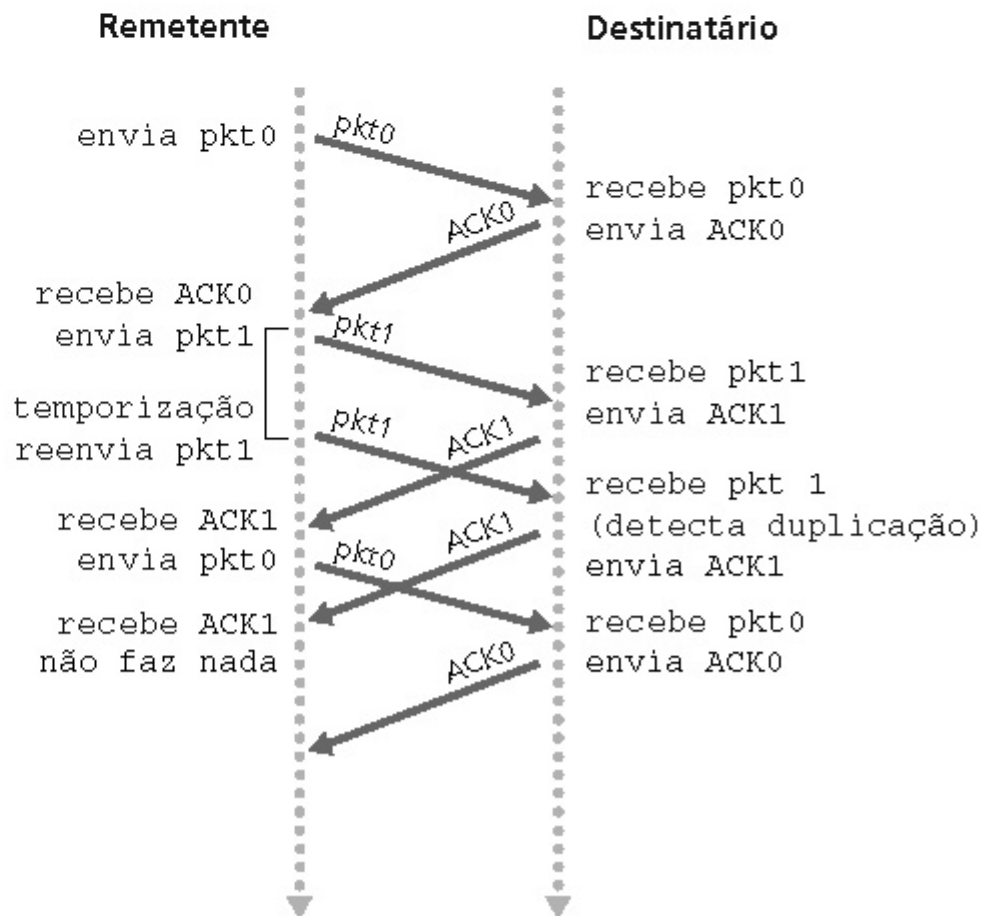 Remetente
Destinatário
envia pkt0
pkt0
recebe pkt0
envia ACK0
ACK0
recebe ACK0
envia pkt1
pkt1
recebe pkt1
envia ACK1
temporização
reenvia pkt1
pkt1
ACK1
recebe pkt 1
(detecta duplicação)
envia ACK1
recebe ACK1
envia pkt0
pkt0
ACK1
recebe pkt0
envia ACK0
recebe ACK1
não faz nada
ACK0